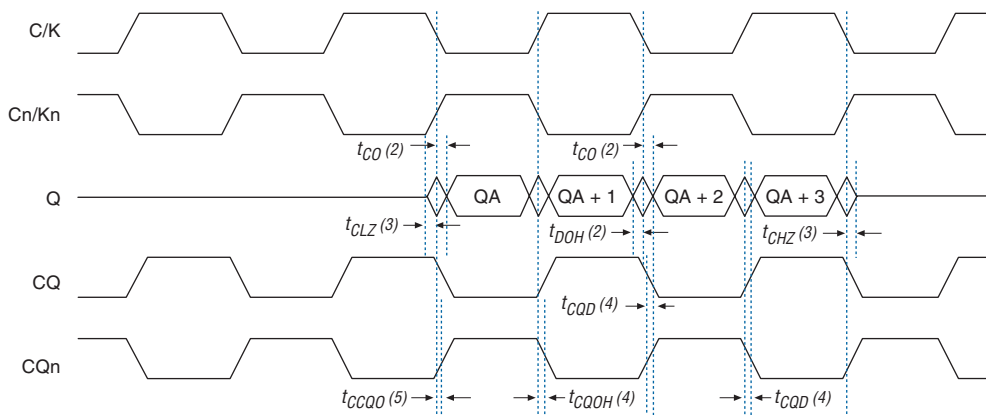 C/K
Cn/Kn
tCO (2) tCO (2)
Q QA QA + 1 QA + 2 QA + 3
tCLZ (3) tDOH (2) tCHZ (3)
CQ
tCQD (4)
CQn
tCCQO (5) tCQOH (4) tCQD (4)